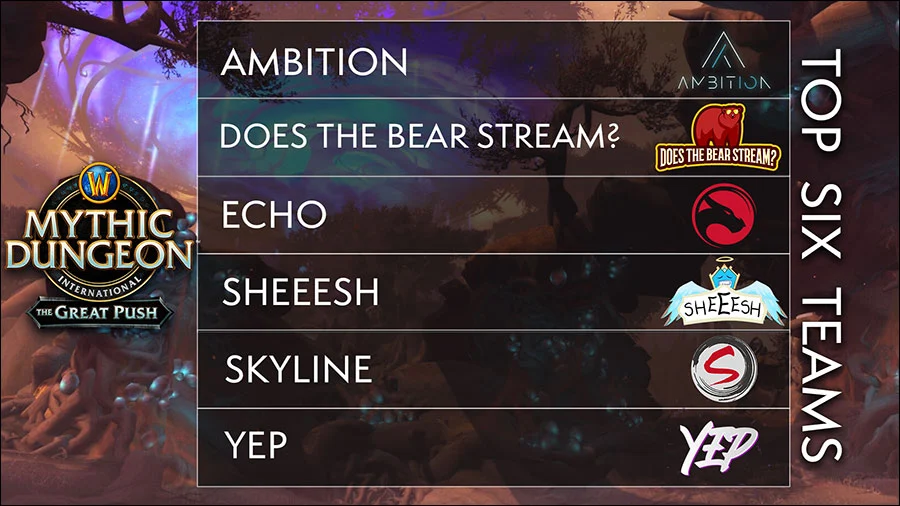 W
MYTHIC
DUNGEON
INTERNATIONAL
THE GREAT PUSH
AMBITION
AMBITION
DOES THE BEAR STREAM?
DOES THE BEAR STREAM?
ECHO
SHEEESH
SHEEESH
SKYLINE
S
YEP
YEP
TOP SIX TEAMS